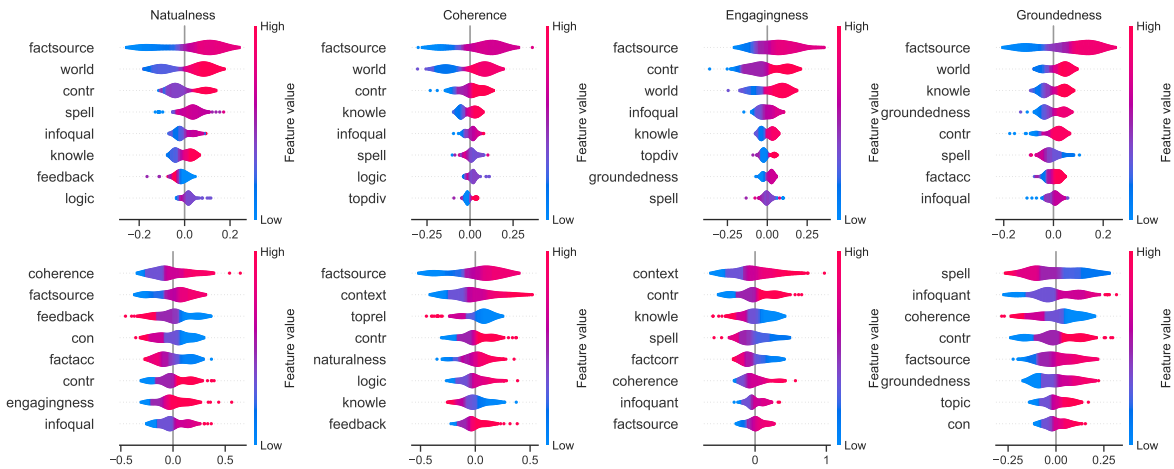 Natualness
Coherence
Engagingness
Groundedness
factsource
world
contr
spell
infoqual
knowle
feedback
logic
−0.2
0.0
0.2
High
Feature value
Low
factsource
world
contr
knowle
infoqual
spell
logic
topdiv
−0.25
0.00
0.25
High
Feature value
Low
factsource
contr
world
infoqual
knowle
topdiv
groundedness
spell
−0.25
0.00
0.25
High
Feature value
Low
factsource
world
knowle
groundedness
contr
spell
factacc
infoqual
−0.2
0.0
0.2
High
Feature value
Low
coherence
factsource
feedback
con
factacc
contr
engagingness
infoqual
−0.5
0.0
0.5
High
Feature value
Low
factsource
context
toprel
contr
naturalness
logic
knowle
feedback
−0.5
0.0
0.5
High
Feature value
Low
context
contr
knowle
spell
factcorr
coherence
infoquant
factsource
0
1
High
Feature value
Low
spell
infoquant
coherence
contr
factsource
groundedness
topic
con
−0.25
0.00
0.25
High
Feature value
Low